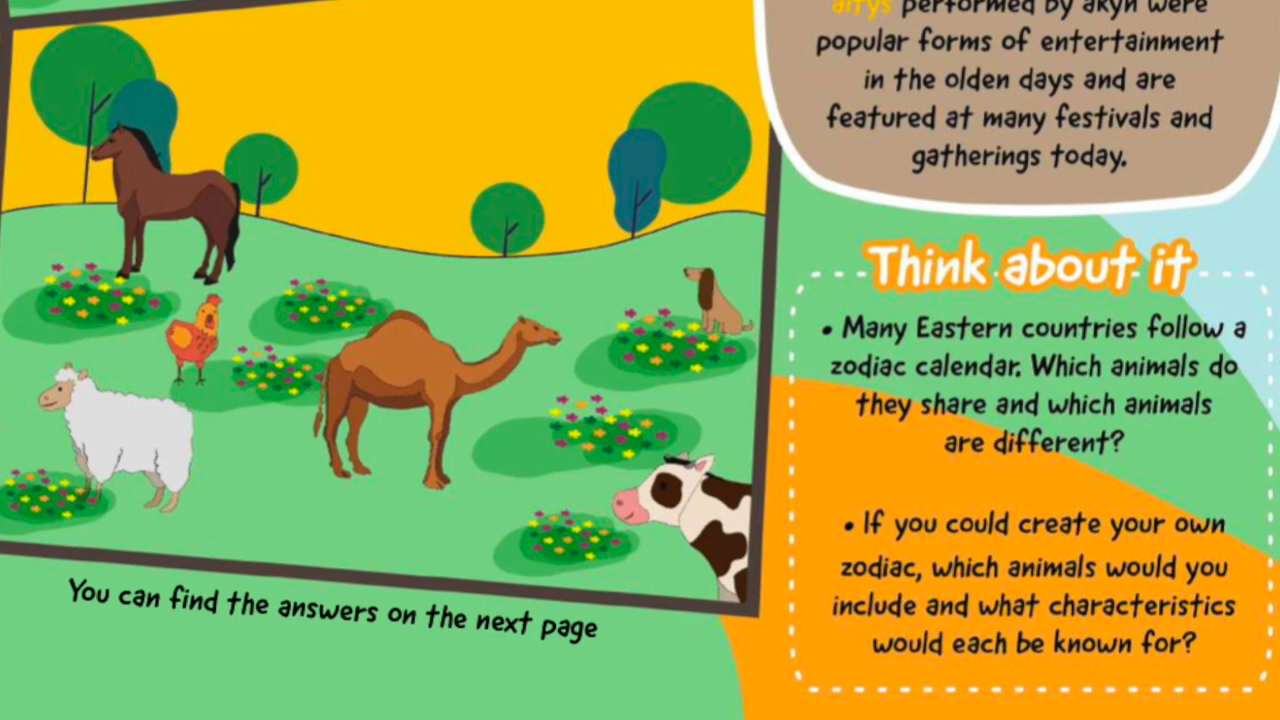 aitys performed by akyn were
popular forms of entertainment
in the olden days and are
featured at many festivals and
gatherings today.
Think about it
• Many Eastern countries follow a
zodiac calendar. Which animals do
they share and which animals
are different?
• If you could create your own
zodiac, which animals would you
include and what characteristics
would each be known for?
You can find the answers on the next page